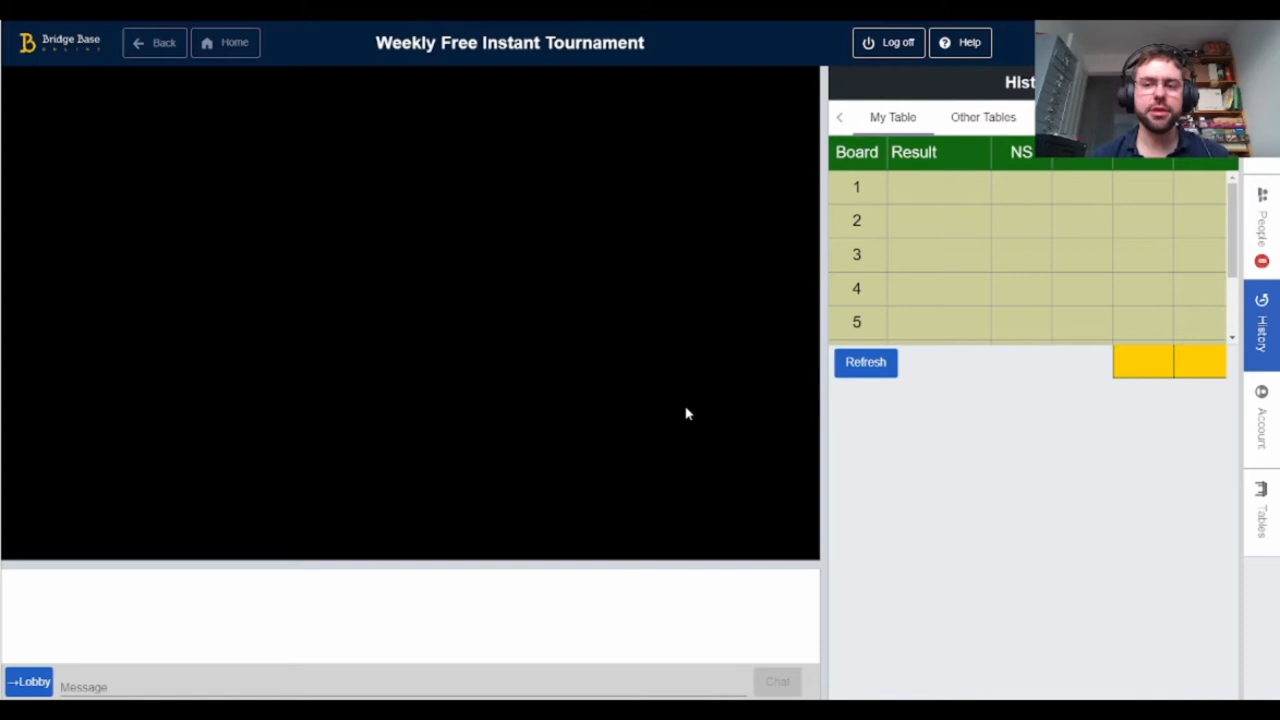 Bridge Base
ONLINE
Back
Home
Weekly Free Instant Tournament
Log off
Help
Hist
My Table
Other Tables
Board
Result
NS
1
2
3
4
5
Refresh
People
History
Account
Tables
→Lobby
Message
Chat